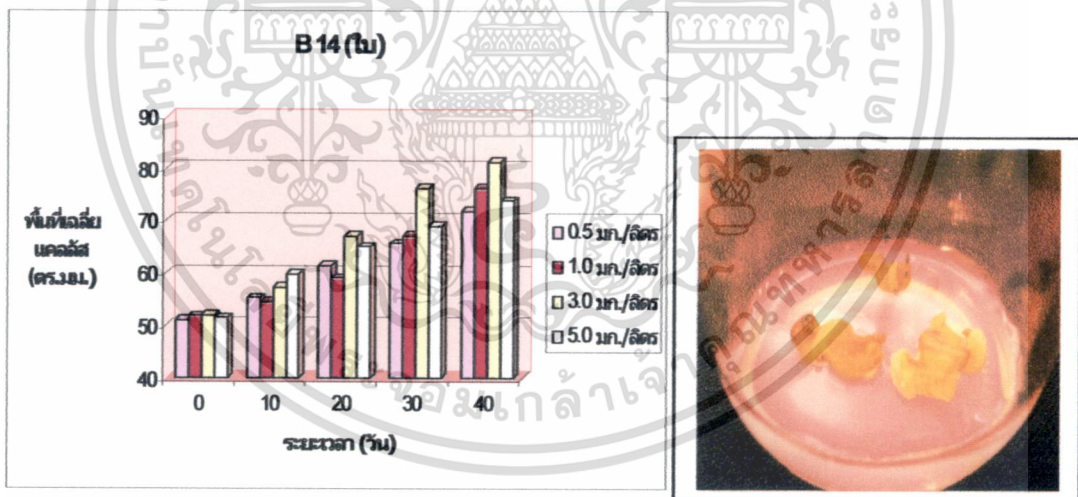 B 14 (ใบ)
90
80
70
60
50
40
พื้นที่เฉลี่ย
แคลลัส
(ตร.ม.ม.)
0 10 20 30 40
ระยะเวลา (วัน)
0.5 มก./ลิตร
1.0 มก./ลิตร
3.0 มก./ลิตร
5.0 มก./ลิตร